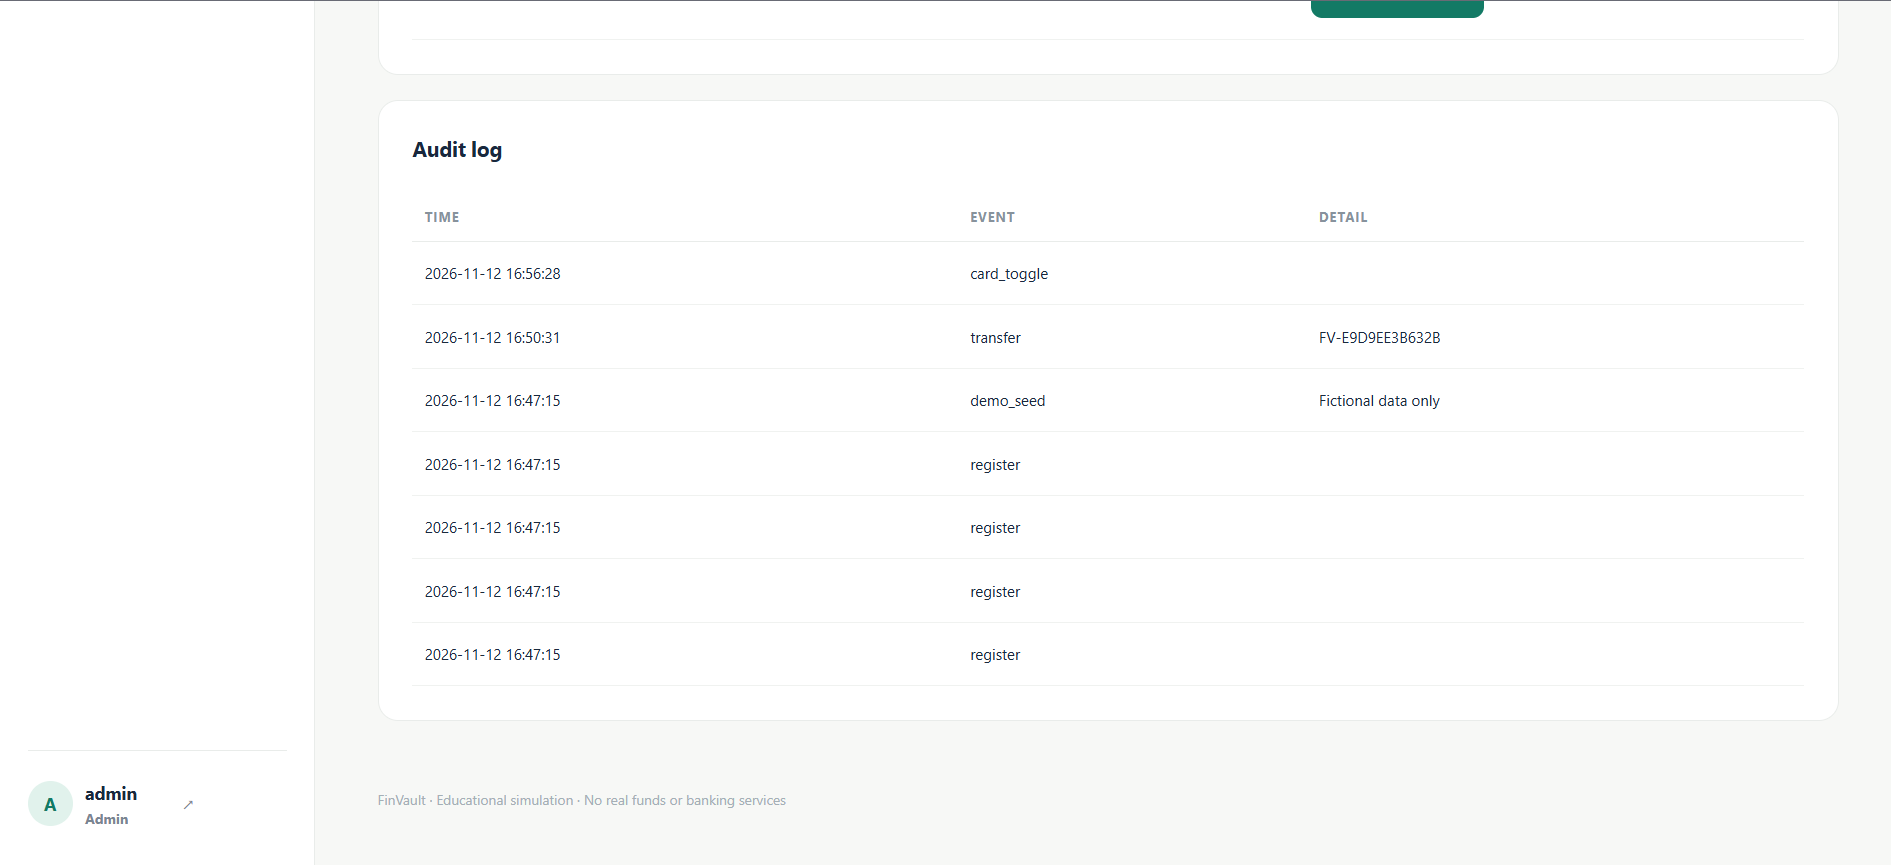 Audit log
TIME EVENT DETAIL
2026-11-12 16:56:28 card_toggle
2026-11-12 16:50:31 transfer FV-E9D9EE3B632B
2026-11-12 16:47:15 demo_seed Fictional data only
2026-11-12 16:47:15 register
2026-11-12 16:47:15 register
2026-11-12 16:47:15 register
2026-11-12 16:47:15 register
A admin
Admin
FinVault · Educational simulation · No real funds or banking services